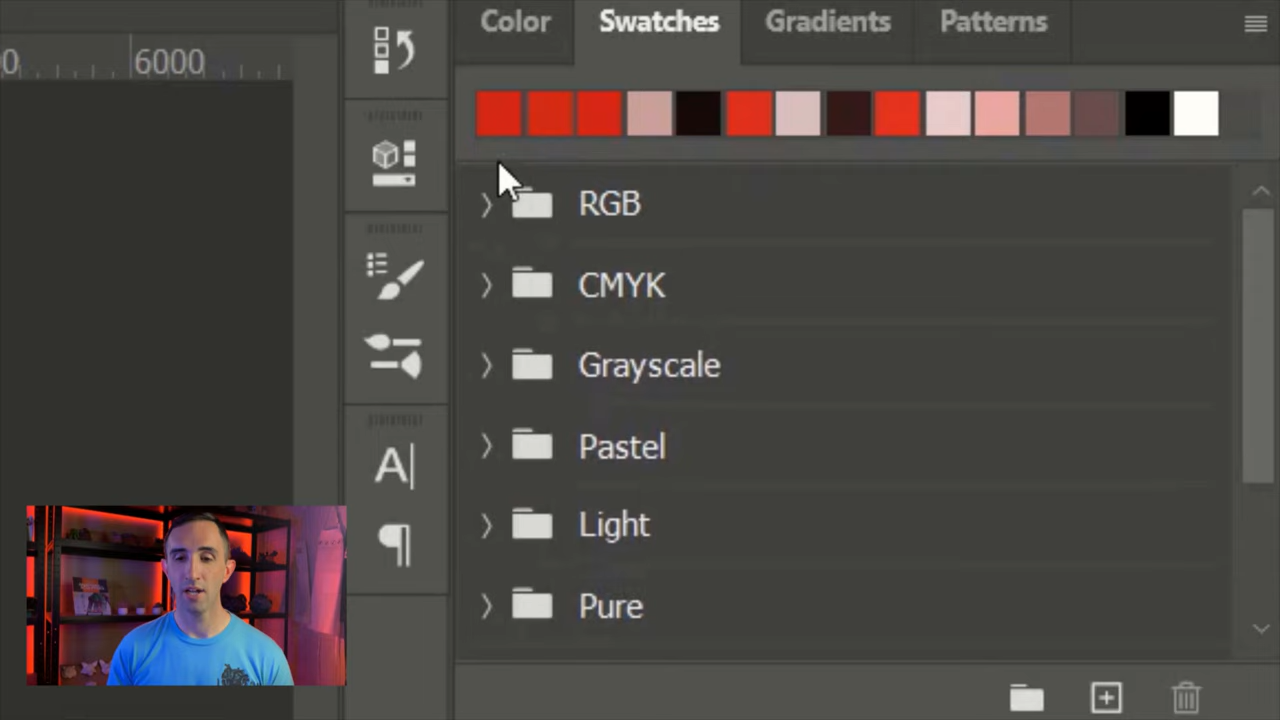 Color Swatches Gradients Patterns
0 6000
RGB
CMYK
Grayscale
Pastel
Light
Pure